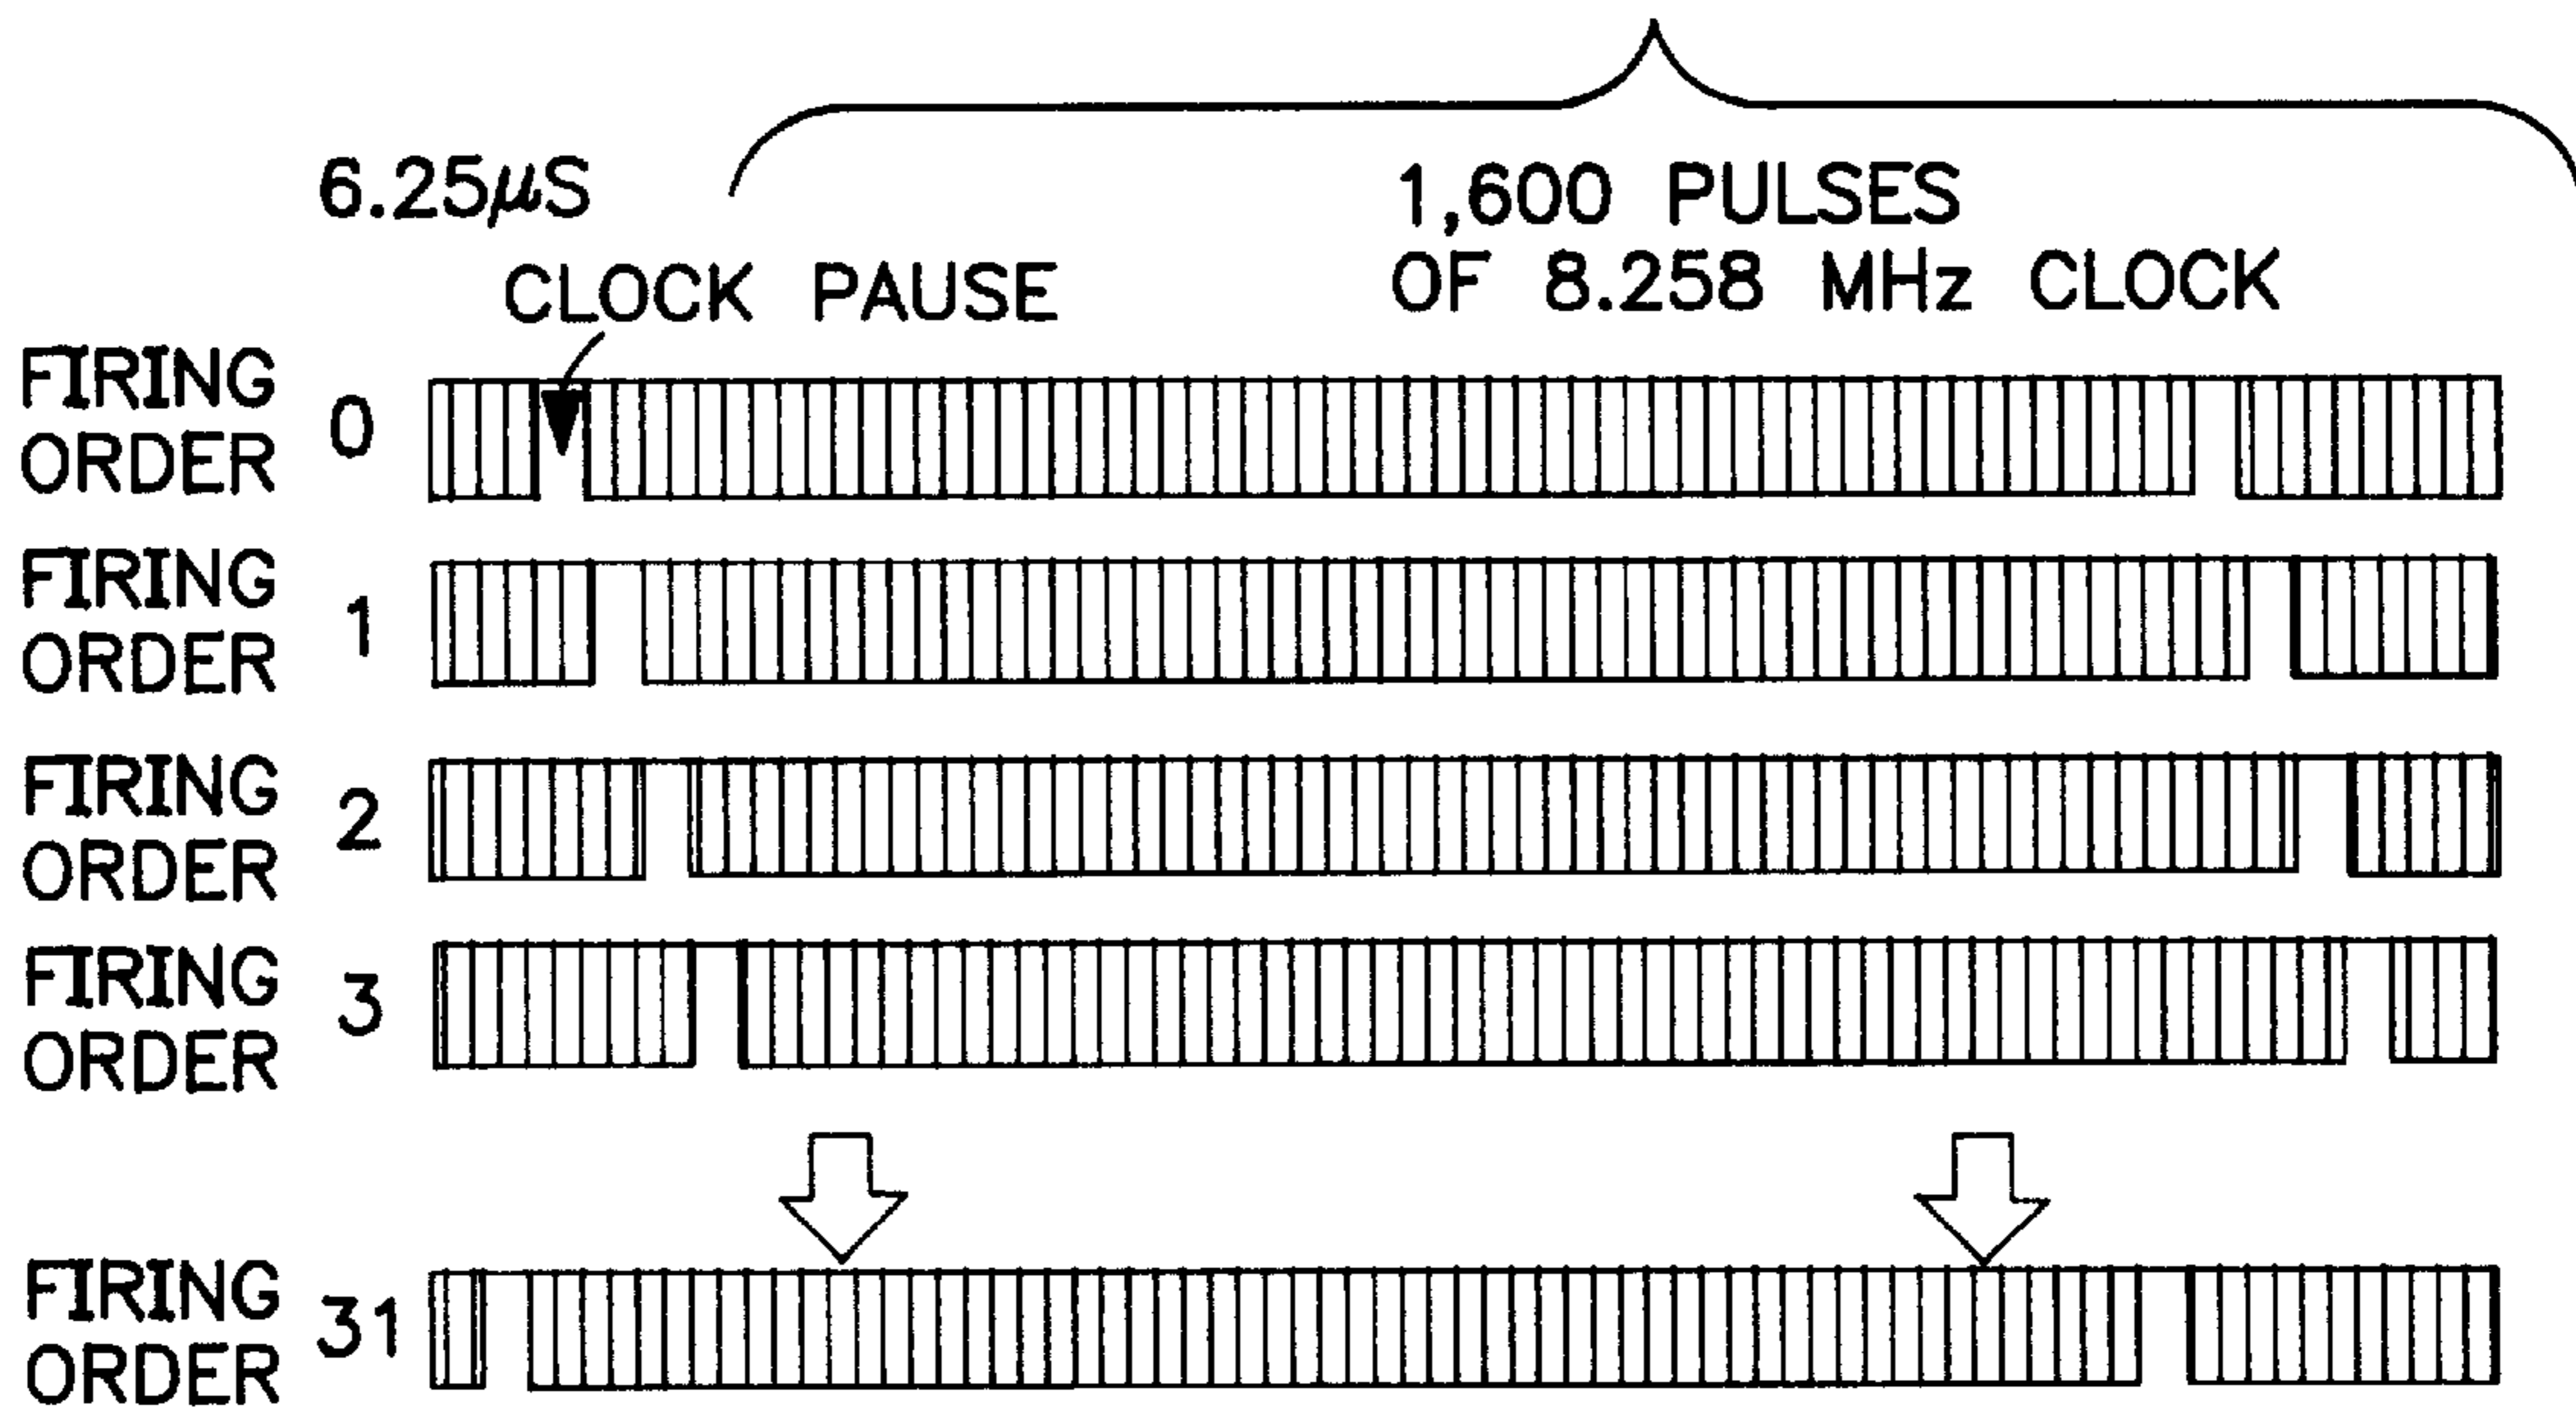 6.25µS
CLOCK PAUSE
1,600 PULSES
OF 8.258 MHz CLOCK
FIRING
ORDER 0
FIRING
ORDER 1
FIRING
ORDER 2
FIRING
ORDER 3
FIRING
ORDER 31